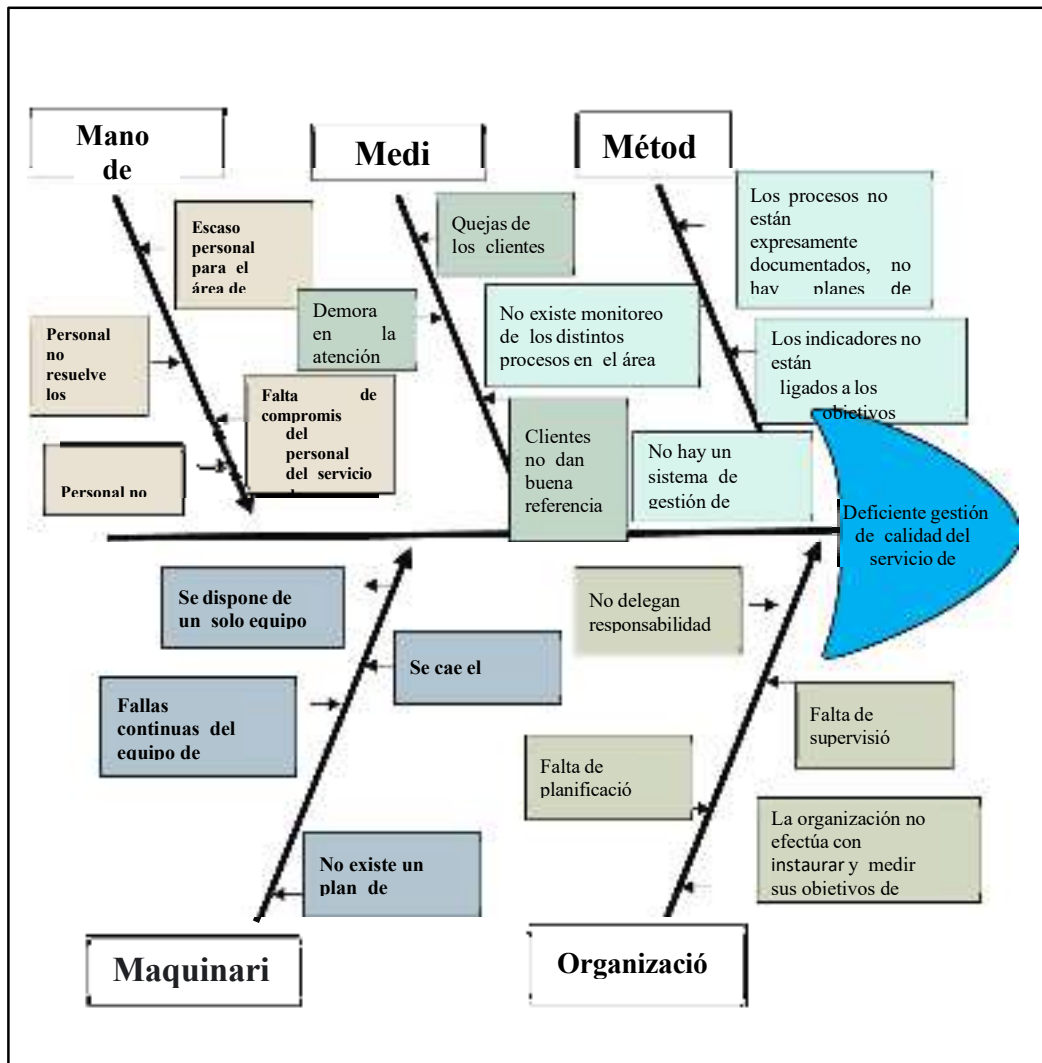 Mano
de
Medi
Métod
Escaso
personal
para el
área de
Personal
no
resuelve
los
Falta de
compromis
del
personal
del servicio
Personal no
Quejas de
los clientes
Demora
en la
atención
Clientes
no dan
buena
referencia
Los procesos no
están
expresamente
documentados, no
hay planes de
No existe monitoreo
de los distintos
procesos en el área
Los indicadores no
están
ligados a los
objetivos
No hay un
sistema de
gestión de
Deficiente gestión
de calidad del
servicio de
Se dispone de
un solo equipo
Se cae el
Fallas
continuas del
equipo de
No existe un
plan de
No delegan
responsabilidad
Falta de
supervisió
Falta de
planificació
La organización no
efectúa con
instaurar y medir
sus objetivos de
Maquinari
Organizació